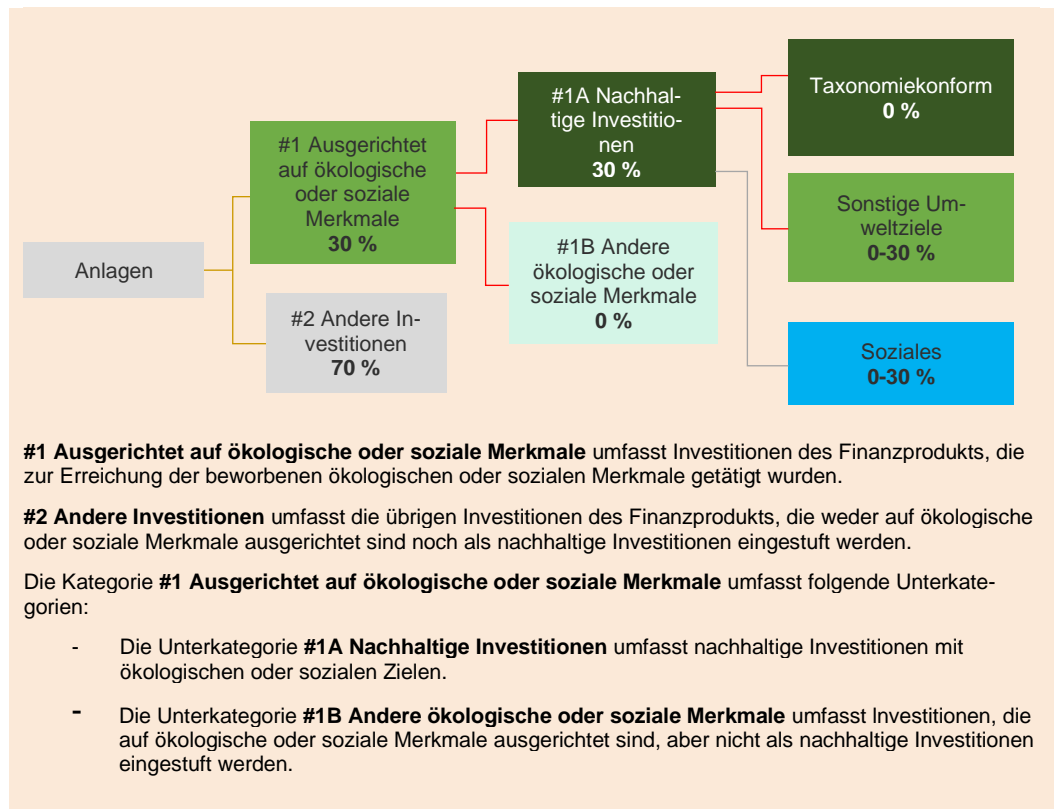 Anlagen
#1 Ausgerichtet
auf ökologische
oder soziale
Merkmale
30 %
#2 Andere In-
vestitionen
70 %
#1A Nachhal-
tige Investitio-
nen
30 %
#1B Andere
ökologische oder
soziale Merkmale
0 %
Taxonomiekonform
0 %
Sonstige Um-
weltziele
0-30 %
Soziales
0-30 %
#1 Ausgerichtet auf ökologische oder soziale Merkmale umfasst Investitionen des Finanzprodukts, die
zur Erreichung der beworbenen ökologischen oder sozialen Merkmale getätigt wurden.
#2 Andere Investitionen umfasst die übrigen Investitionen des Finanzprodukts, die weder auf ökologische
oder soziale Merkmale ausgerichtet sind noch als nachhaltige Investitionen eingestuft werden.
Die Kategorie #1 Ausgerichtet auf ökologische oder soziale Merkmale umfasst folgende Unterkate-
gorien:
- Die Unterkategorie #1A Nachhaltige Investitionen umfasst nachhaltige Investitionen mit
ökologischen oder sozialen Zielen.
- Die Unterkategorie #1B Andere ökologische oder soziale Merkmale umfasst Investitionen, die
auf ökologische oder soziale Merkmale ausgerichtet sind, aber nicht als nachhaltige Investitionen
eingestuft werden.